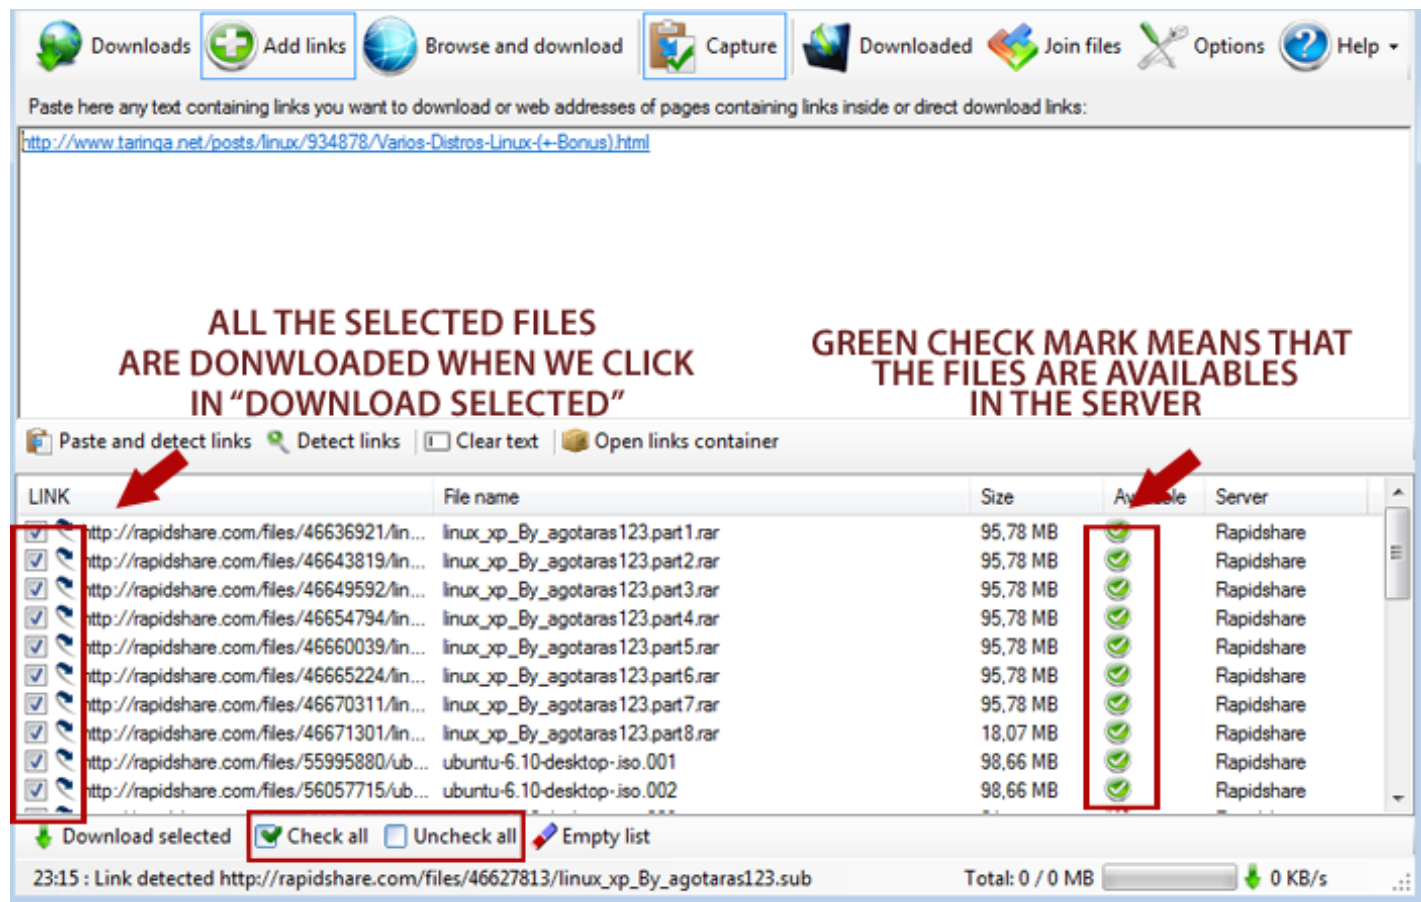 Downloads Add links Browse and download Capture Downloaded Join files Options Help
Paste here any text containing links you want to download or web addresses of pages containing links inside or direct download links:
http://www.taringa.net/posts/linux/934878/Varios-Distros-Linux-(+-Bonus).html
ALL THE SELECTED FILES
ARE DONWLOADED WHEN WE CLICK
IN “DOWNLOAD SELECTED”
GREEN CHECK MARK MEANS THAT
THE FILES ARE AVAILABLES
IN THE SERVER
Paste and detect links Detect links Clear text Open links container
LINK File name Size Server
http://rapidshare.com/files/46636921/lin... linux_xp_By_agotaras123.part1.rar 95,78 MB Rapidshare
http://rapidshare.com/files/46643819/lin... linux_xp_By_agotaras123.part2.rar 95,78 MB Rapidshare
http://rapidshare.com/files/46649592/lin... linux_xp_By_agotaras123.part3.rar 95,78 MB Rapidshare
http://rapidshare.com/files/46654794/lin... linux_xp_By_agotaras123.part4.rar 95,78 MB Rapidshare
http://rapidshare.com/files/46660039/lin... linux_xp_By_agotaras123.part5.rar 95,78 MB Rapidshare
http://rapidshare.com/files/46665224/lin... linux_xp_By_agotaras123.part6.rar 95,78 MB Rapidshare
http://rapidshare.com/files/46670311/lin... linux_xp_By_agotaras123.part7.rar 95,78 MB Rapidshare
http://rapidshare.com/files/46671301/lin... linux_xp_By_agotaras123.part8.rar 18,07 MB Rapidshare
http://rapidshare.com/files/55995880/ub... ubuntu-6.10-desktop-.iso.001 98,66 MB Rapidshare
http://rapidshare.com/files/56057715/ub... ubuntu-6.10-desktop-.iso.002 98,66 MB Rapidshare
Download selected Check all Uncheck all Empty list
23:15 : Link detected http://rapidshare.com/files/46627813/linux_xp_By_agotaras123.sub Total: 0 / 0 MB 0 KB/s